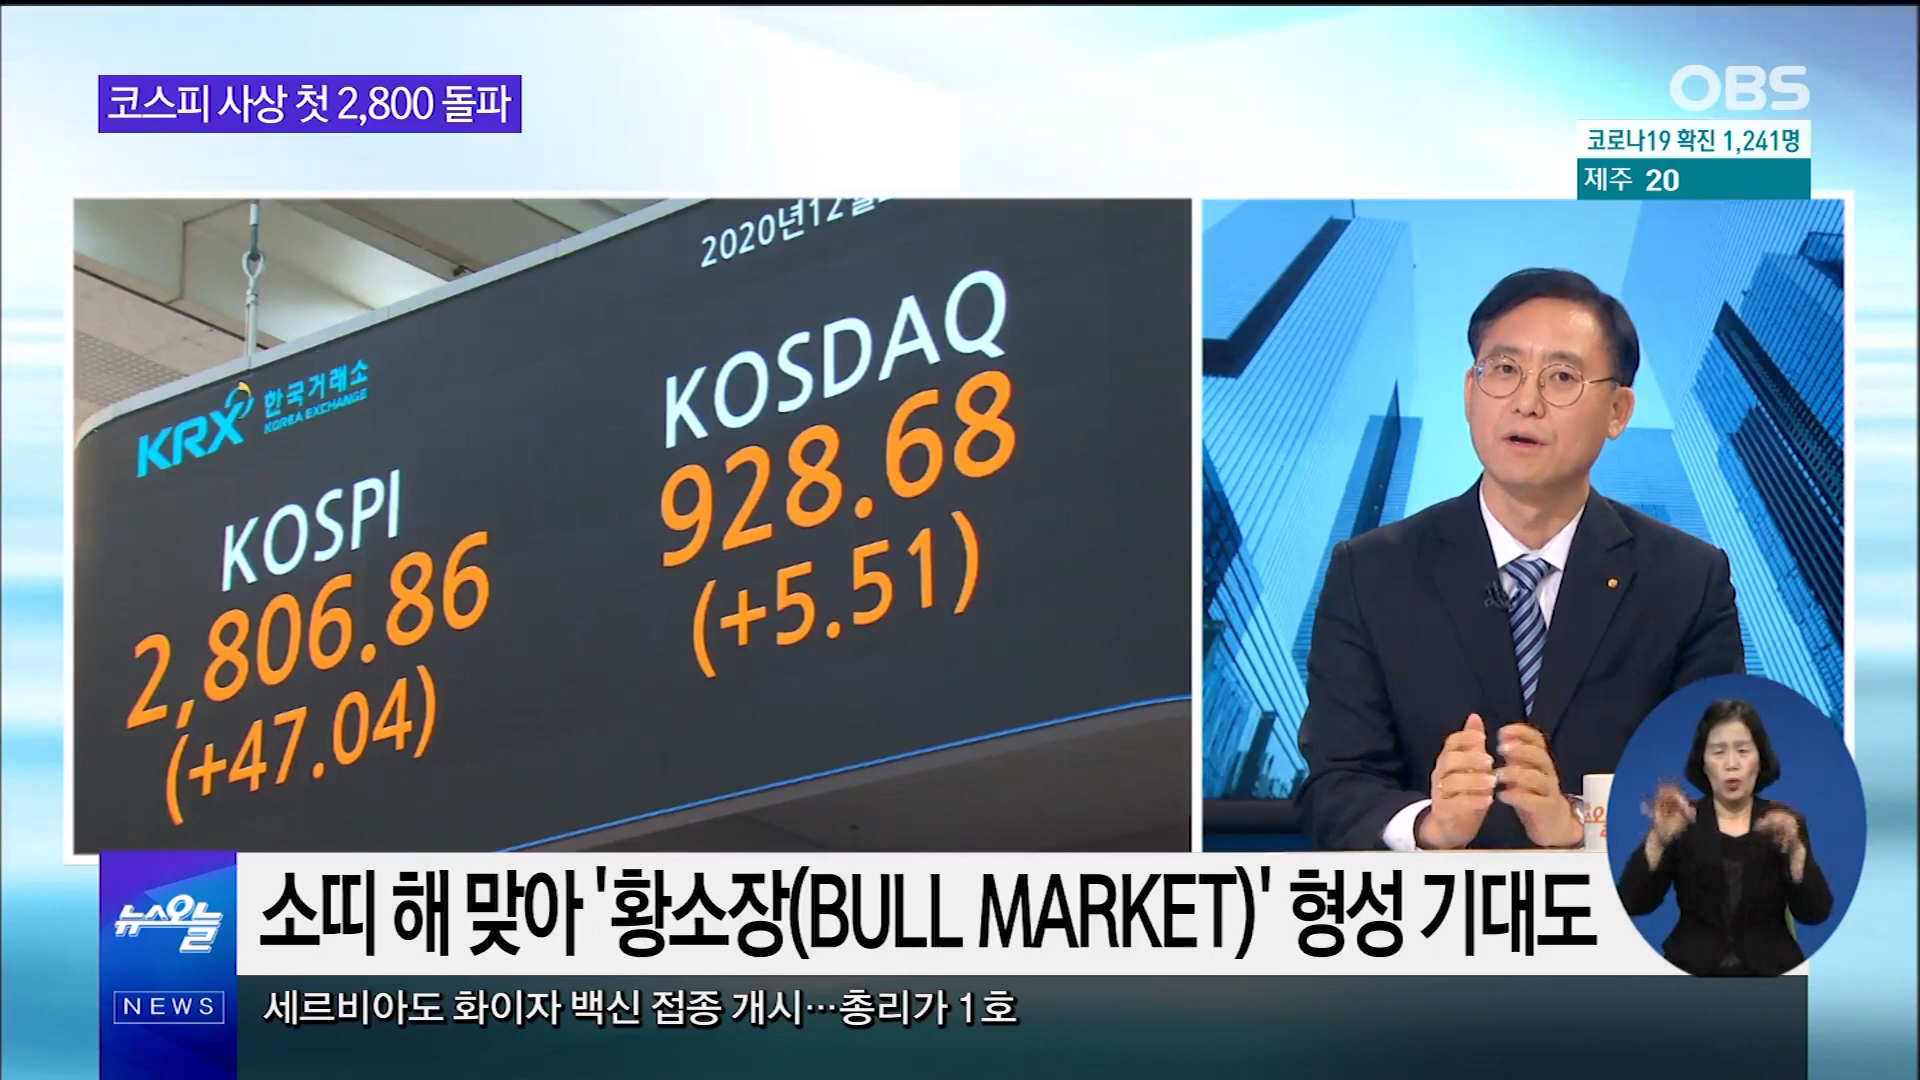 코스피 사상 첫 2,800 돌파
OBS
코로나19 확진 1,241명
제주 20
2020년12월
KRX 한국거래소
KOREA EXCHANGE
KOSPI
2,806.86
(+47.04)
KOSDAQ
928.68
(+5.51)
뉴스오늘
NEWS
소띠 해 맞아 '황소장(BULL MARKET)' 형성 기대도
세르비아도 화이자 백신 접종 개시…총리가 1호